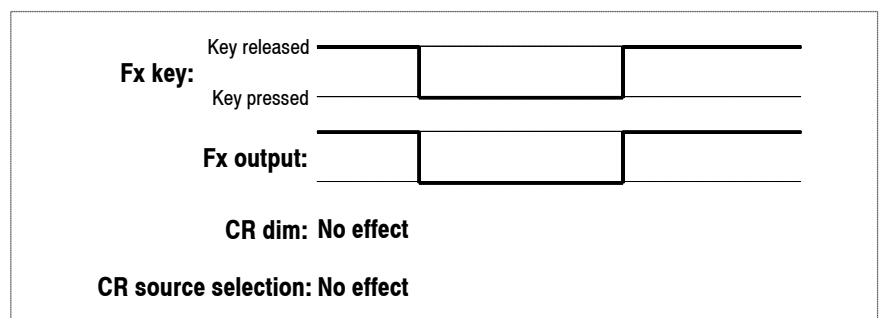 Key released
Fx key:
Key pressed
Fx output:
CR dim: No effect
CR source selection: No effect